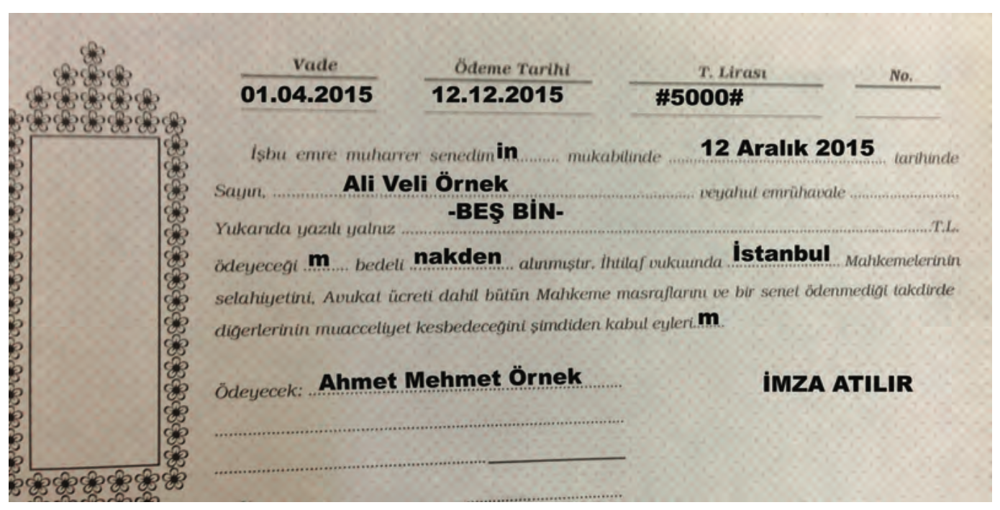 Vade Ödeme Tarihi T. Lirası No.
01.04.2015 12.12.2015 #5000#
İşbu emre muharrer senedimin......... mukabilinde ...12 Aralık 2015... tarihinde
Sayın, ...Ali Veli Örnek... veyahut emrühavale ...
-BEŞ BİN-
Yukarıda yazılı yalnız ...T.L.
ödeyeceği ..m.... bedeli .nakden.. alınmıştır. İhtilaf vukuunda .İstanbul.. Mahkemelerinin
selahiyetini, Avukat ücreti dahil bütün Mahkeme masraflarını ve bir senet ödenmediği takdirde
diğerlerinin muacceliyet kesbedeceğini şimdiden kabul eyleri.m.
Ödeyecek: ..Ahmet Mehmet Örnek...... İMZA ATILIR